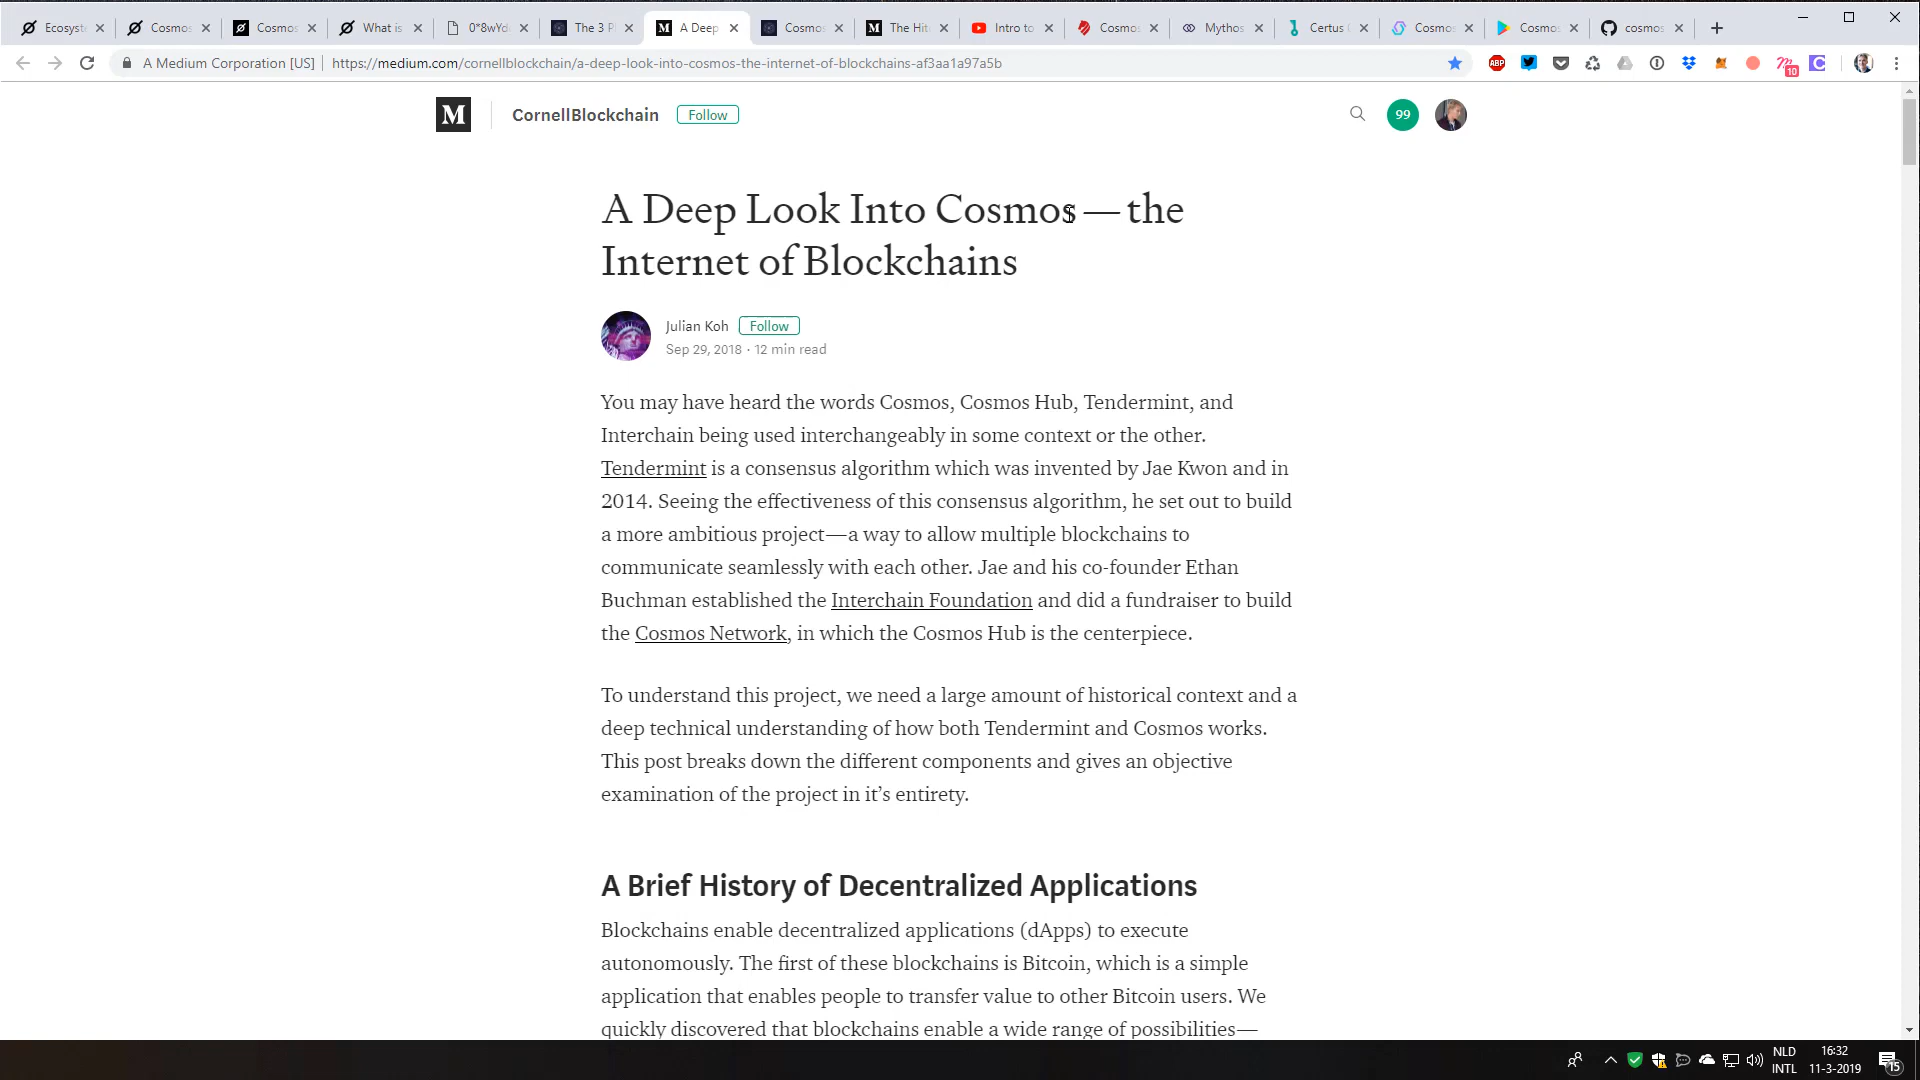 Ecosyst
Cosmos
Cosmos
What is
0*8wYd
The 3 P
A Deep
Cosmos
The Hit
Intro to
Cosmos
Mythos
Certus
Cosmos
Cosmos
cosmos
A Medium Corporation [US] | https://medium.com/cornellblockchain/a-deep-look-into-cosmos-the-internet-of-blockchains-af3aa1a97a5b
ABP
10
M CornellBlockchain Follow
99
A Deep Look Into Cosmos — the
Internet of Blockchains
Julian Koh Follow
Sep 29, 2018 · 12 min read
You may have heard the words Cosmos, Cosmos Hub, Tendermint, and
Interchain being used interchangeably in some context or the other.
Tendermint is a consensus algorithm which was invented by Jae Kwon and in
2014. Seeing the effectiveness of this consensus algorithm, he set out to build
a more ambitious project—a way to allow multiple blockchains to
communicate seamlessly with each other. Jae and his co-founder Ethan
Buchman established the Interchain Foundation and did a fundraiser to build
the Cosmos Network, in which the Cosmos Hub is the centerpiece.
To understand this project, we need a large amount of historical context and a
deep technical understanding of how both Tendermint and Cosmos works.
This post breaks down the different components and gives an objective
examination of the project in it's entirety.
A Brief History of Decentralized Applications
Blockchains enable decentralized applications (dApps) to execute
autonomously. The first of these blockchains is Bitcoin, which is a simple
application that enables people to transfer value to other Bitcoin users. We
quickly discovered that blockchains enable a wide range of possibilities—
NLD
INTL
16:32
11-3-2019
15